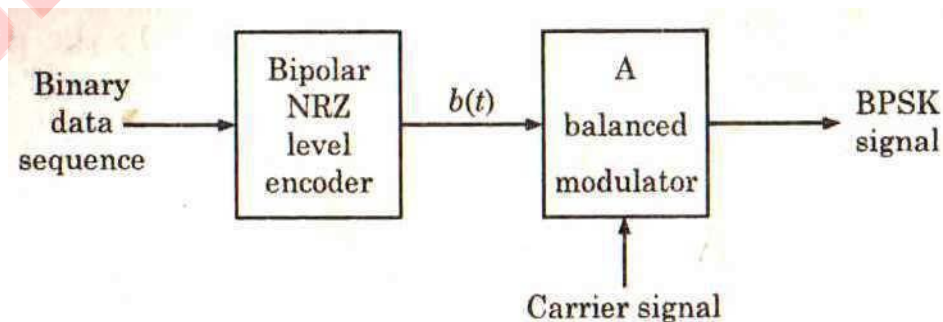 Binary
data
sequence
Bipolar
NRZ
level
encoder
b(t)
A
balanced
modulator
BPSK
signal
Carrier signal